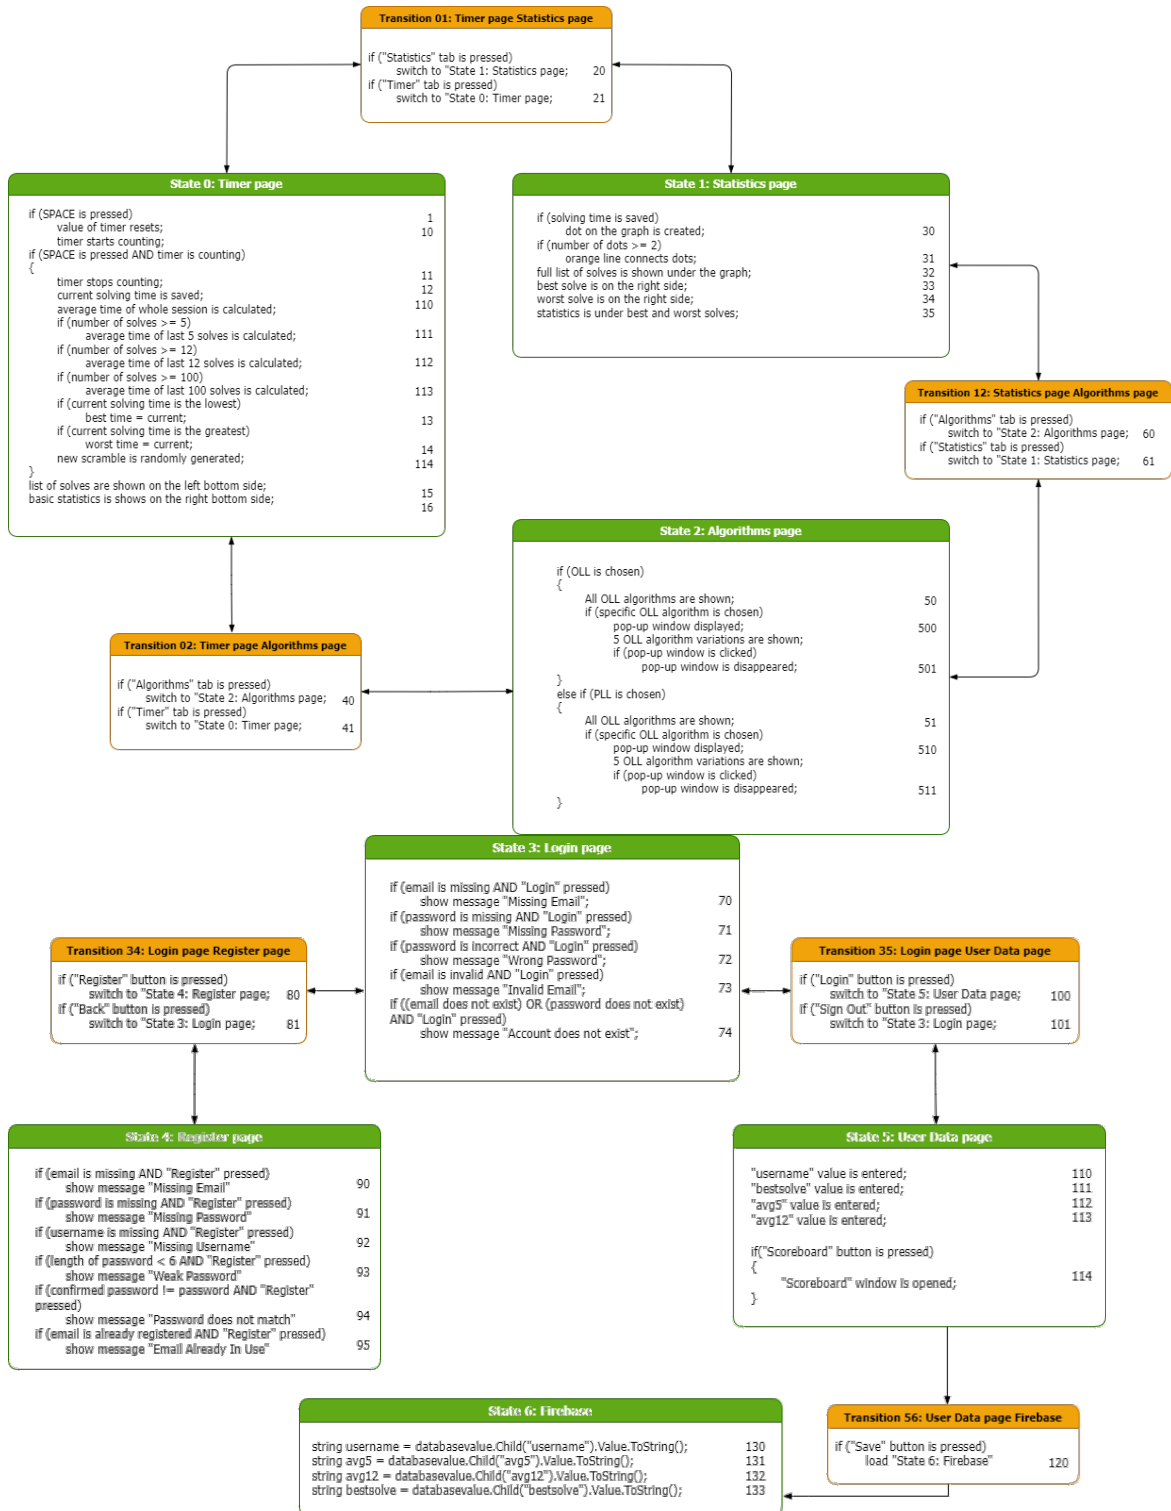 Transition 01: Timer page Statistics page
if ("Statistics" tab is pressed)
switch to "State 1: Statistics page; 20
if ("Timer" tab is pressed)
switch to "State 0: Timer page; 21
State 0: Timer page
if (SPACE is pressed) 1
value of timer resets; 10
timer starts counting;
if (SPACE is pressed AND timer is counting)
{ 11
timer stops counting;
current solving time is saved; 12
average time of whole session is calculated; 110
if (number of solves >= 5)
average time of last 5 solves is calculated; 111
if (number of solves >= 12)
average time of last 12 solves is calculated; 112
if (number of solves >= 100)
average time of last 100 solves is calculated; 113
if (current solving time is the lowest)
best time = current; 13
if (current solving time is the greatest)
worst time = current; 14
new scramble is randomly generated; 114
}
list of solves are shown on the left bottom side; 15
basic statistics is shows on the right bottom side; 16
State 1: Statistics page
if (solving time is saved)
dot on the graph is created; 30
if (number of dots >= 2)
orange line connects dots; 31
full list of solves is shown under the graph; 32
best solve is on the right side; 33
worst solve is on the right side; 34
statistics is under best and worst solves; 35
Transition 12: Statistics page Algorithms page
if ("Algorithms" tab is pressed)
switch to "State 2: Algorithms page; 60
if ("Statistics" tab is pressed)
switch to "State 1: Statistics page; 61
State 2: Algorithms page
if (OLL is chosen)
{
All OLL algorithms are shown; 50
if (specific OLL algorithm is chosen)
pop-up window displayed; 500
5 OLL algorithm variations are shown;
if (pop-up window is clicked)
pop-up window is disappeared; 501
}
else if (PLL is chosen)
{
All OLL algorithms are shown; 51
if (specific OLL algorithm is chosen)
pop-up window displayed; 510
5 OLL algorithm variations are shown;
if (pop-up window is clicked)
pop-up window is disappeared; 511
}
Transition 02: Timer page Algorithms page
if ("Algorithms" tab is pressed)
switch to "State 2: Algorithms page; 40
if ("Timer" tab is pressed)
switch to "State 0: Timer page; 41
State 3: Login page
if (email is missing AND "Login" pressed)
show message "Missing Email"; 70
if (password is missing AND "Login" pressed)
show message "Missing Password"; 71
if (password is incorrect AND "Login" pressed)
show message "Wrong Password"; 72
if (email is invalid AND "Login" pressed)
show message "Invalid Email"; 73
if ((email does not exist) OR (password does not exist)
AND "Login" pressed)
show message "Account does not exist"; 74
Transition 34: Login page Register page
if ("Register" button is pressed)
switch to "State 4: Register page; 80
if ("Back" button is pressed)
switch to "State 3: Login page; 81
Transition 35: Login page User Data page
if ("Login" button is pressed)
switch to "State 5: User Data page; 100
if ("Sign Out" button is pressed)
switch to "State 3: Login page; 101
State 4: Register page
if (email is missing AND "Register" pressed)
show message "Missing Email" 90
if (password is missing AND "Register" pressed)
show message "Missing Password" 91
if (username is missing AND "Register" pressed)
show message "Missing Username" 92
if (length of password < 6 AND "Register" pressed)
show message "Weak Password" 93
if (confirmed password != password AND "Register"
pressed)
show message "Password does not match" 94
if (email is already registered AND "Register" pressed)
show message "Email Already In Use" 95
State 5: User Data page
"username" value is entered; 110
"bestsolve" value is entered; 111
"avg5" value is entered; 112
"avg12" value is entered; 113
if("Scoreboard" button is pressed)
{ 114
"Scoreboard" window is opened;
}
State 6: Firebase
string username = databasevalue.Child("username").Value.ToString(); 130
string avg5 = databasevalue.Child("avg5").Value.ToString(); 131
string avg12 = databasevalue.Child("avg12").Value.ToString(); 132
string bestsolve = databasevalue.Child("bestsolve").Value.ToString(); 133
Transition 56: User Data page Firebase
if ("Save" button is pressed)
load "State 6: Firebase" 120